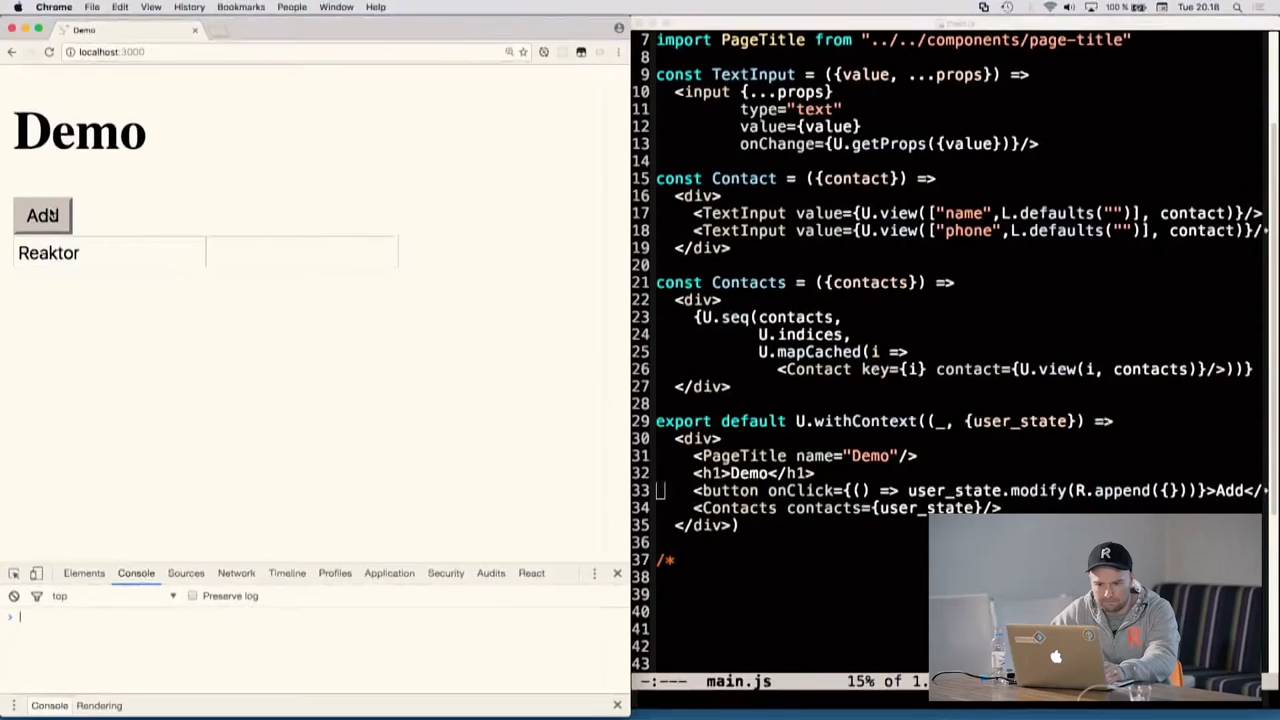 Chrome File Edit View History Bookmarks People Window Help 100 % Tue 20.18
Demo
localhost:3000
Demo
Add
Reaktor
Elements Console Sources Network Timeline Profiles Application Security Audits React
top Preserve log
>
Console Rendering
7 import PageTitle from "../../components/page-title"
8
9 const TextInput = ({value, ...props}) =>
10 <input {...props}
11 type="text"
12 value={value}
13 onChange={U.getProps({value})}/>
14
15 const Contact = ({contact}) =>
16 <div>
17 <TextInput value={U.view(["name",L.defaults("")], contact)}/>
18 <TextInput value={U.view(["phone",L.defaults("")], contact)}/
19 </div>
20
21 const Contacts = ({contacts}) =>
22 <div>
23 {U.seq(contacts,
24 U.indices,
25 U.mapCached(i =>
26 <Contact key={i} contact={U.view(i, contacts)}/>))}
27 </div>
28
29 export default U.withContext((_, {user_state}) =>
30 <div>
31 <PageTitle name="Demo"/>
32 <h1>Demo</h1>
33 <button onClick={() => user_state.modify(R.append({}))}>Add</
34 <Contacts contacts={user_state}/>
35 </div>)
36
37 /*
38
39
40
41
42
43
-:--- main.js 15% of 1.
R
R